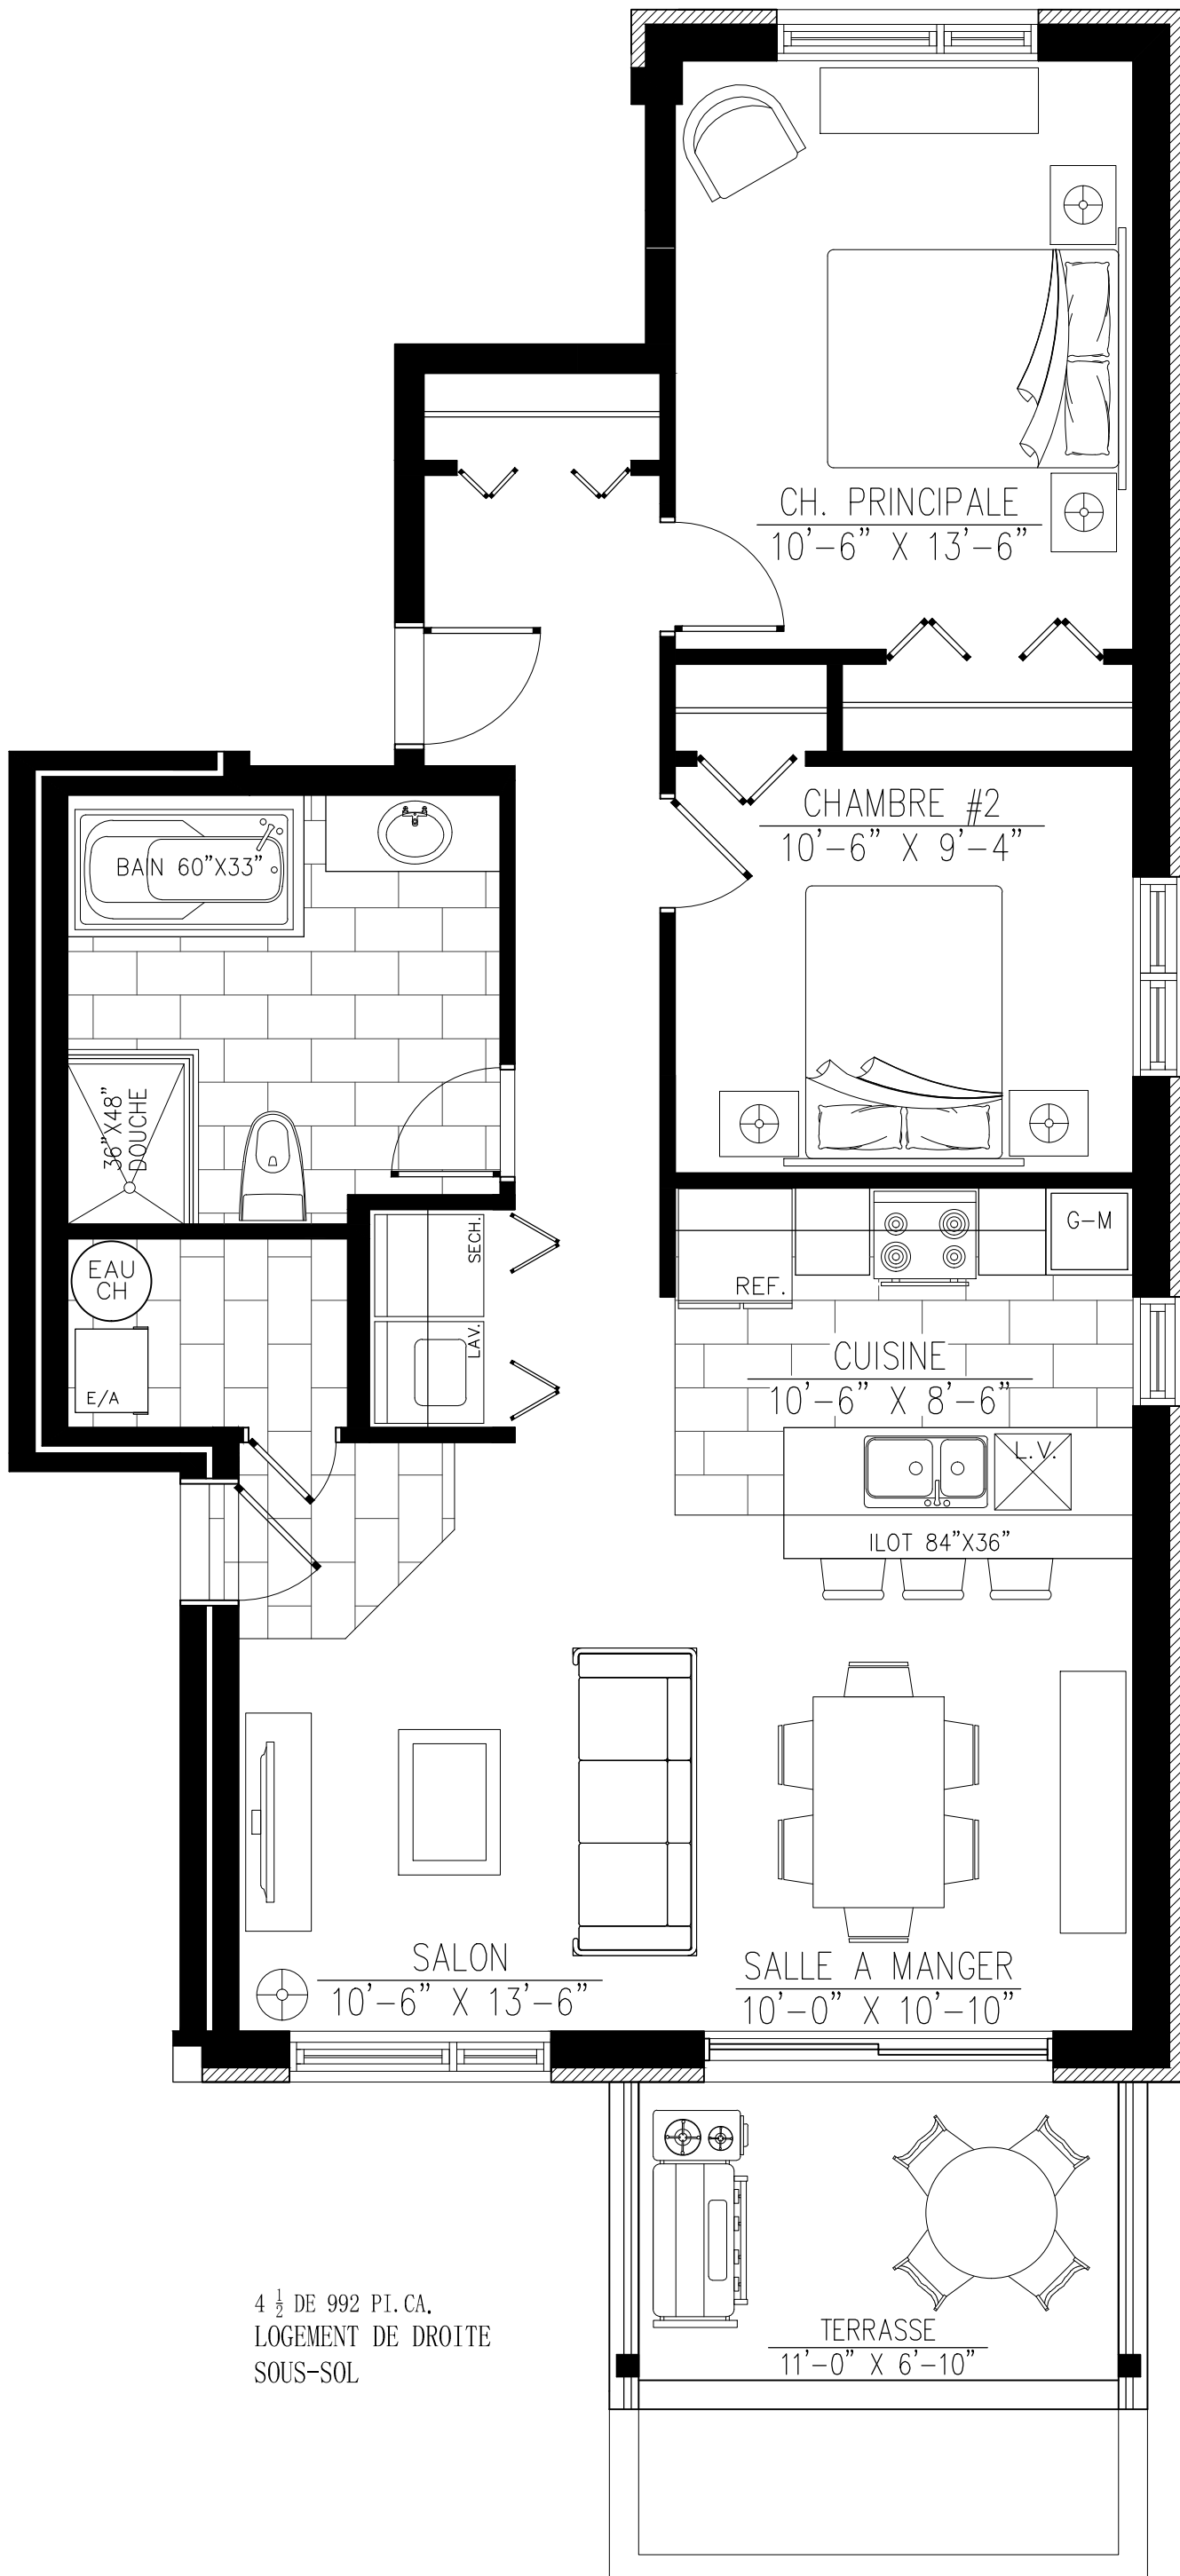 CH. PRINCIPALE
10'-6" X 13'-6"
CHAMBRE #2
10'-6" X 9'-4"
BAIN 60"X33"
36"X48"
DOUCHE
SECH.
LAV.
EAU
CH
E/A
G-M
REF.
CUISINE
10'-6" X 8'-6"
L.V.
ILOT 84"X36"
SALON
10'-6" X 13'-6"
SALLE A MANGER
10'-0" X 10'-10"
TERRASSE
11'-0" X 6'-10"
4 ½ DE 992 PI.CA.
LOGEMENT DE DROITE
SOUS-SOL